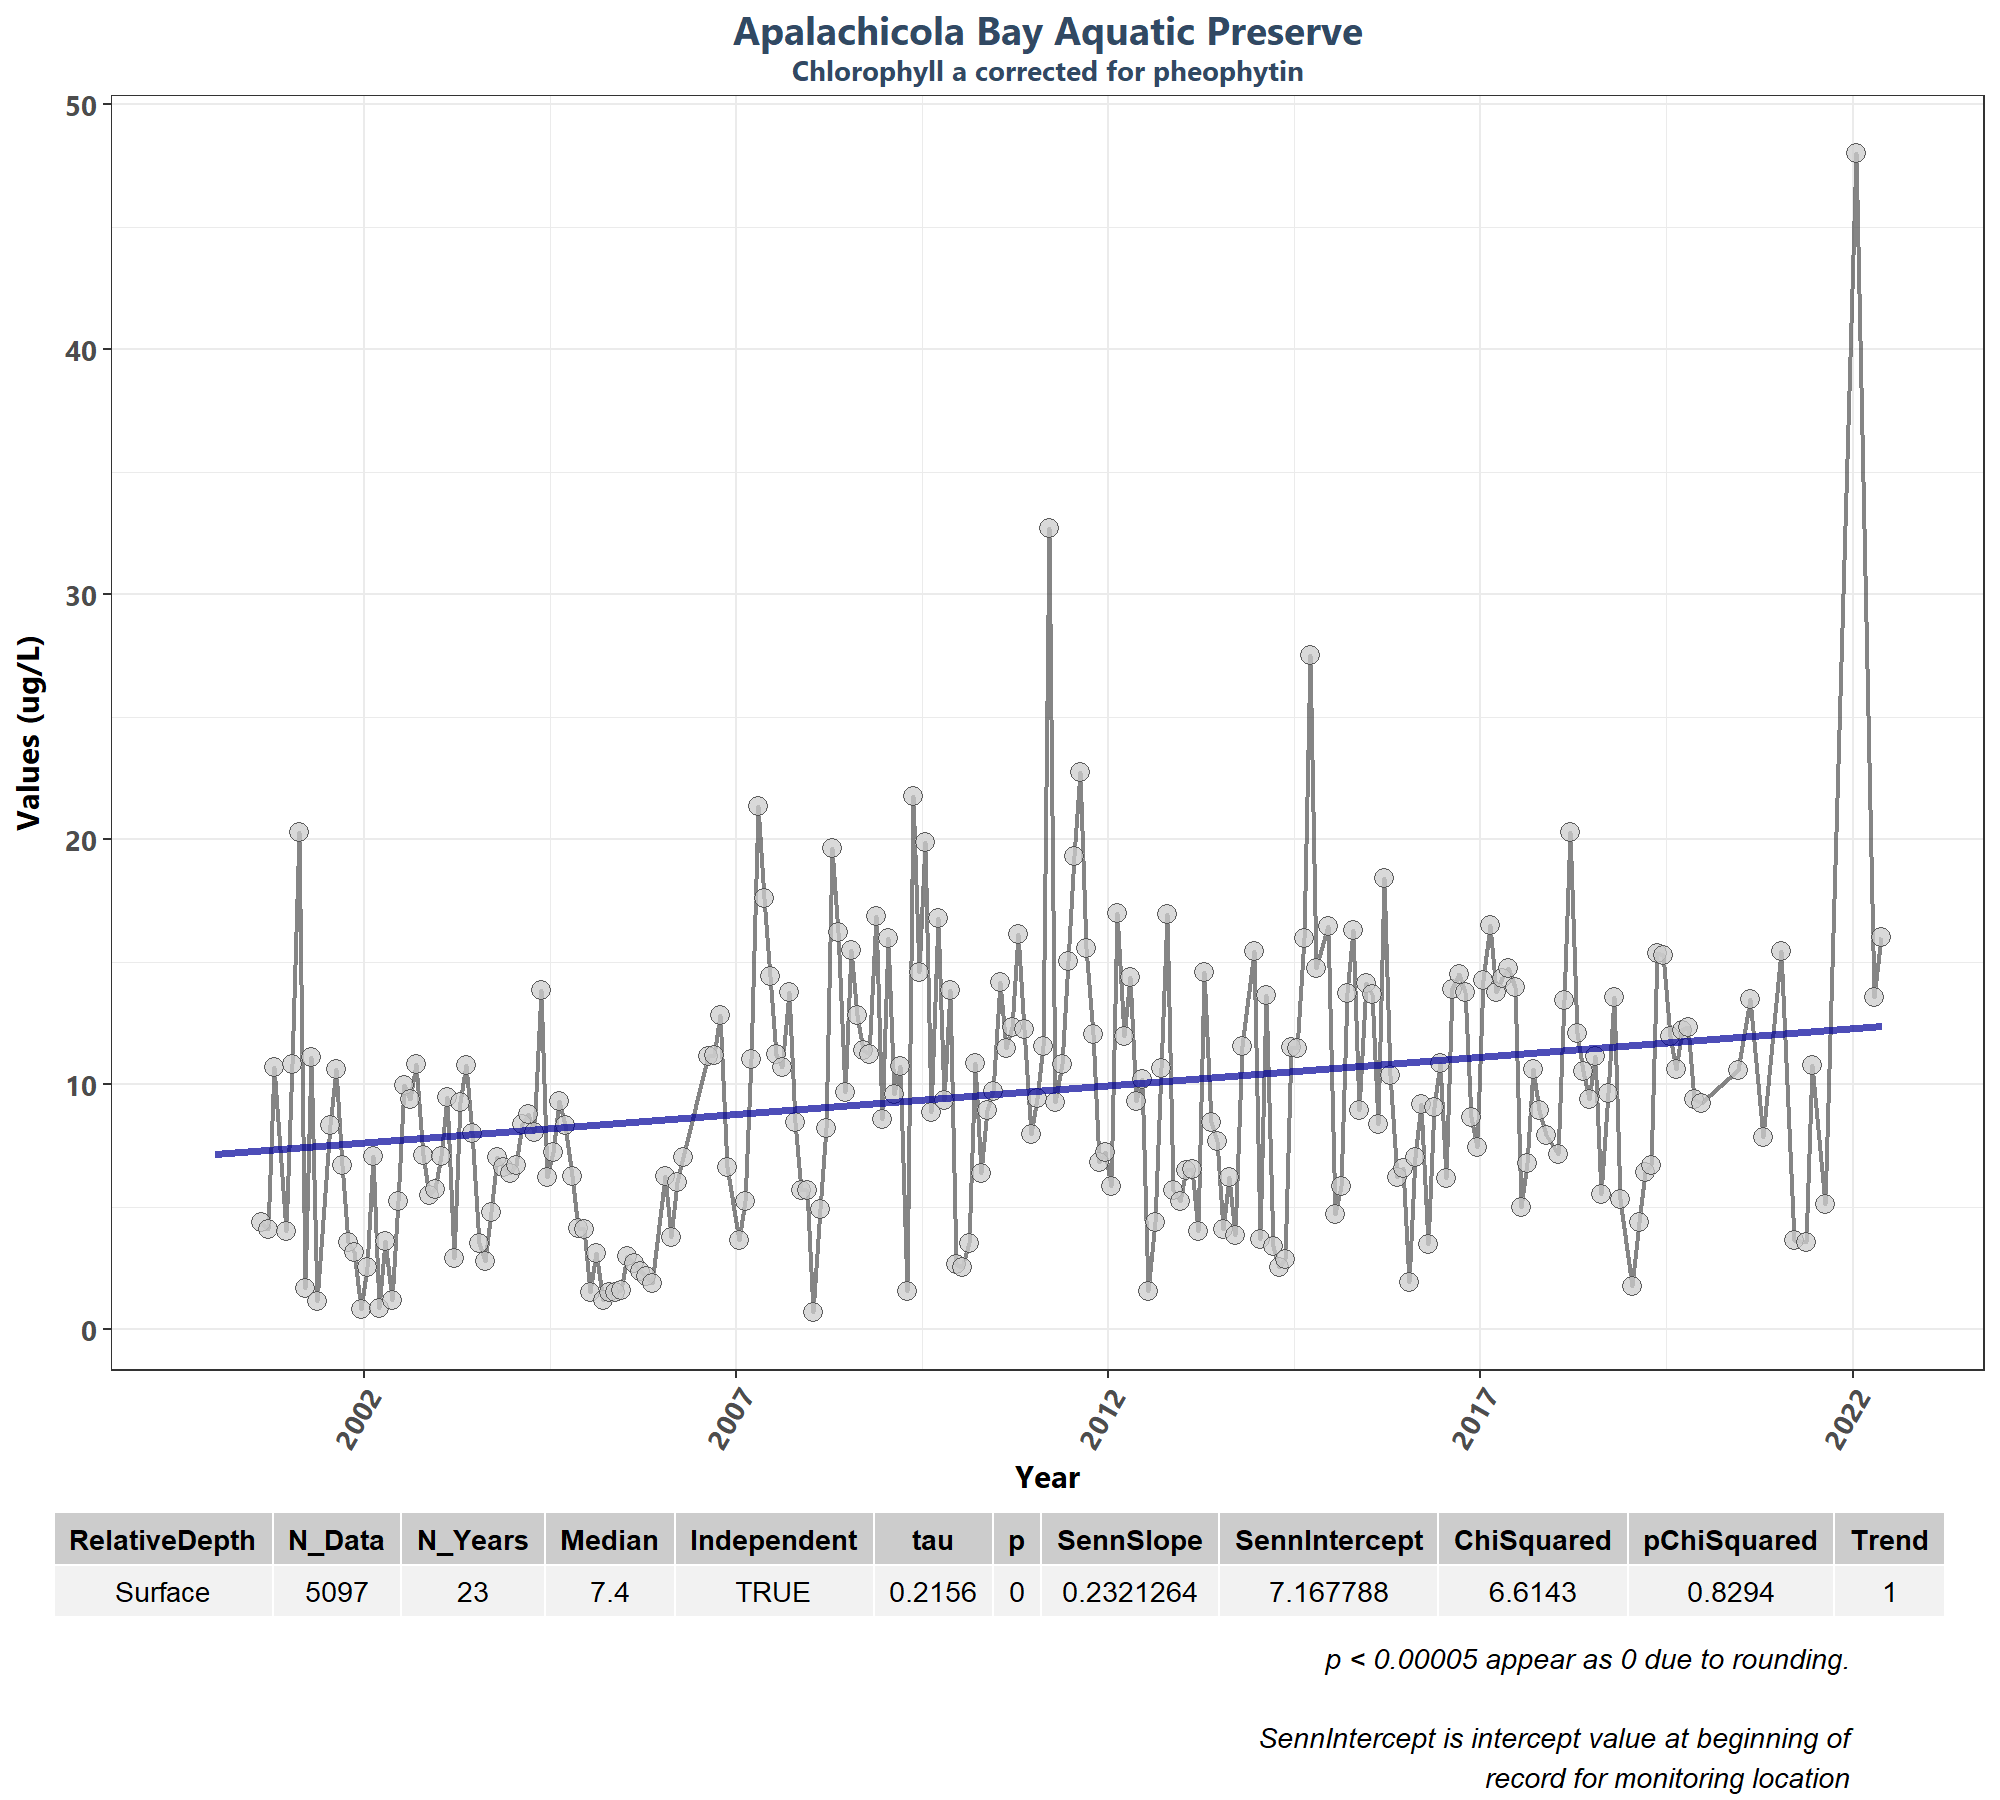 Apalachicola Bay Aquatic Preserve
Chlorophyll a corrected for pheophytin
Values (ug/L)
50
40
30
20
10
0
2002
2007
2012
2017
2022
Year
RelativeDepth N_Data N_Years Median Independent tau p SennSlope SennIntercept ChiSquared pChiSquared Trend
Surface 5097 23 7.4 TRUE 0.2156 0 0.2321264 7.167788 6.6143 0.8294 1
p < 0.00005 appear as 0 due to rounding.
SennIntercept is intercept value at beginning of
record for monitoring location